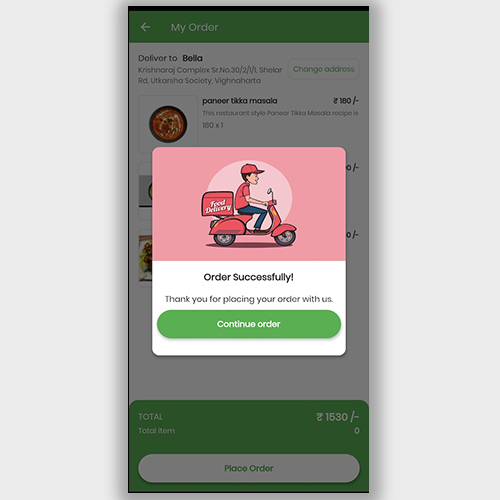 My Order
Deliver to Bella
Krishnaraj Complex Sr.No.30/2/1/1, Shelar
Rd, Utkarsha Society, Vighnaharta
Change address
paneer tikka masala ₹ 180 /-
This restaurant style Paneer Tikka Masala recipe is
180 x 1
0 /-
0 /-
Food
Delivery
Order Successfully!
Thank you for placing your order with us.
Continue order
TOTAL ₹ 1530 /-
Total item 0
Place Order